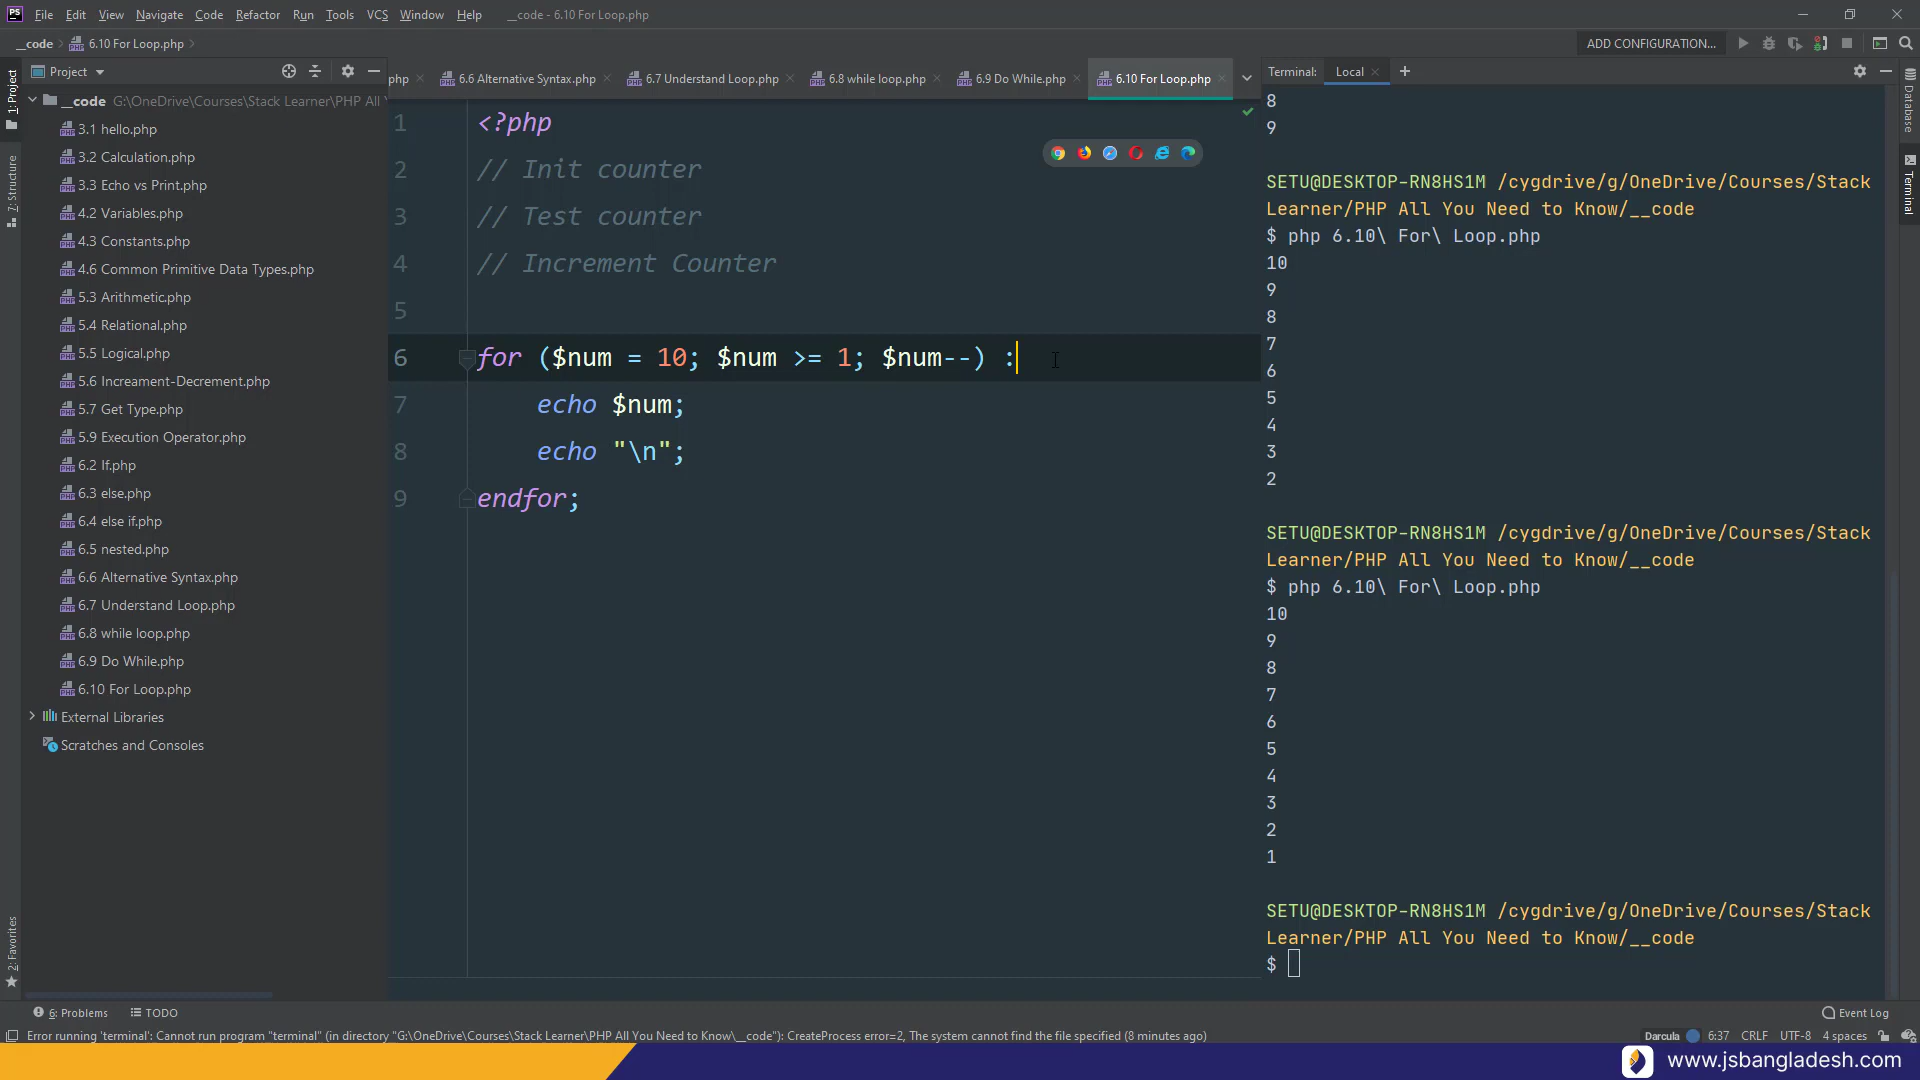 PS File Edit View Navigate Code Refactor Run Tools VCS Window Help __code - 6.10 For Loop.php
__code 6.10 For Loop.php ADD CONFIGURATION...
1: Project
7: Structure
2: Favorites
Project
__code G:\OneDrive\Courses\Stack Learner\PHP All
3.1 hello.php
3.2 Calculation.php
3.3 Echo vs Print.php
4.2 Variables.php
4.3 Constants.php
4.6 Common Primitive Data Types.php
5.3 Arithmetic.php
5.4 Relational.php
5.5 Logical.php
5.6 Increament-Decrement.php
5.7 Get Type.php
5.9 Execution Operator.php
6.2 If.php
6.3 else.php
6.4 else if.php
6.5 nested.php
6.6 Alternative Syntax.php
6.7 Understand Loop.php
6.8 while loop.php
6.9 Do While.php
6.10 For Loop.php
External Libraries
Scratches and Consoles
php 6.6 Alternative Syntax.php 6.7 Understand Loop.php 6.8 while loop.php 6.9 Do While.php 6.10 For Loop.php
1 <?php
2 // Init counter
3 // Test counter
4 // Increment Counter
5
6 for ($num = 10; $num >= 1; $num--) :
7 echo $num;
8 echo "\n";
9 endfor;
Terminal: Local +
8
9
SETU@DESKTOP-RN8HS1M /cygdrive/g/OneDrive/Courses/Stack
Learner/PHP All You Need to Know/__code
$ php 6.10\ For\ Loop.php
10
9
8
7
6
5
4
3
2
SETU@DESKTOP-RN8HS1M /cygdrive/g/OneDrive/Courses/Stack
Learner/PHP All You Need to Know/__code
$ php 6.10\ For\ Loop.php
10
9
8
7
6
5
4
3
2
1
SETU@DESKTOP-RN8HS1M /cygdrive/g/OneDrive/Courses/Stack
Learner/PHP All You Need to Know/__code
$
Database
Terminal
6: Problems TODO Event Log
Error running 'terminal': Cannot run program "terminal" (in directory "G:\OneDrive\Courses\Stack Learner\PHP All You Need to Know\__code"): CreateProcess error=2, The system cannot find the file specified (8 minutes ago) Darcula 6:37 CRLF UTF-8 4 spaces
www.jsbangladesh.com